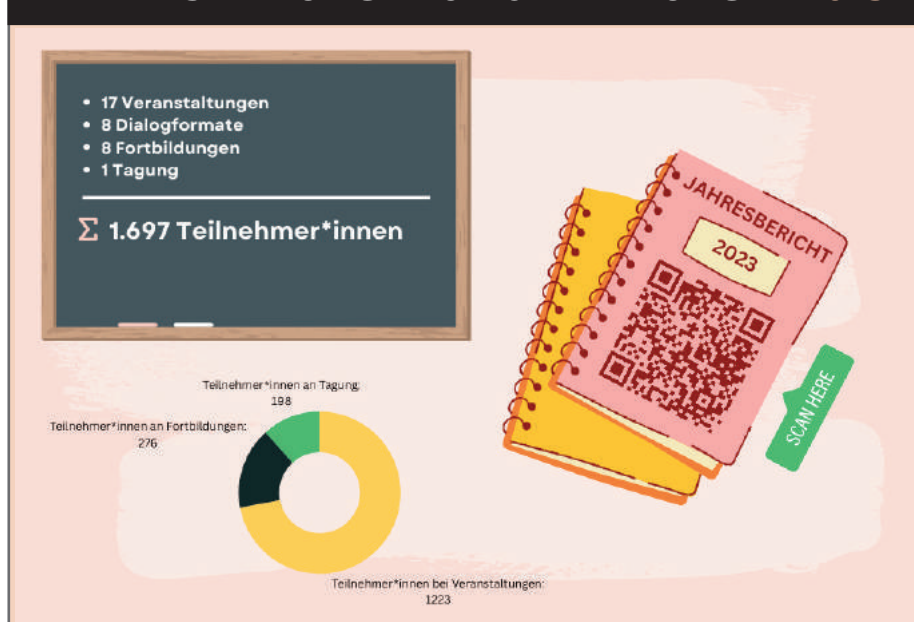 • 17 Veranstaltungen
• 8 Dialogformate
• 8 Fortbildungen
• 1 Tagung
Σ 1.697 Teilnehmer*innen
JAHRESBERICHT
2023
SCAN HERE
Teilnehmer*innen an Tagung:
198
Teilnehmer*innen an Fortbildungen:
276
Teilnehmer*innen bei Veranstaltungen:
1223